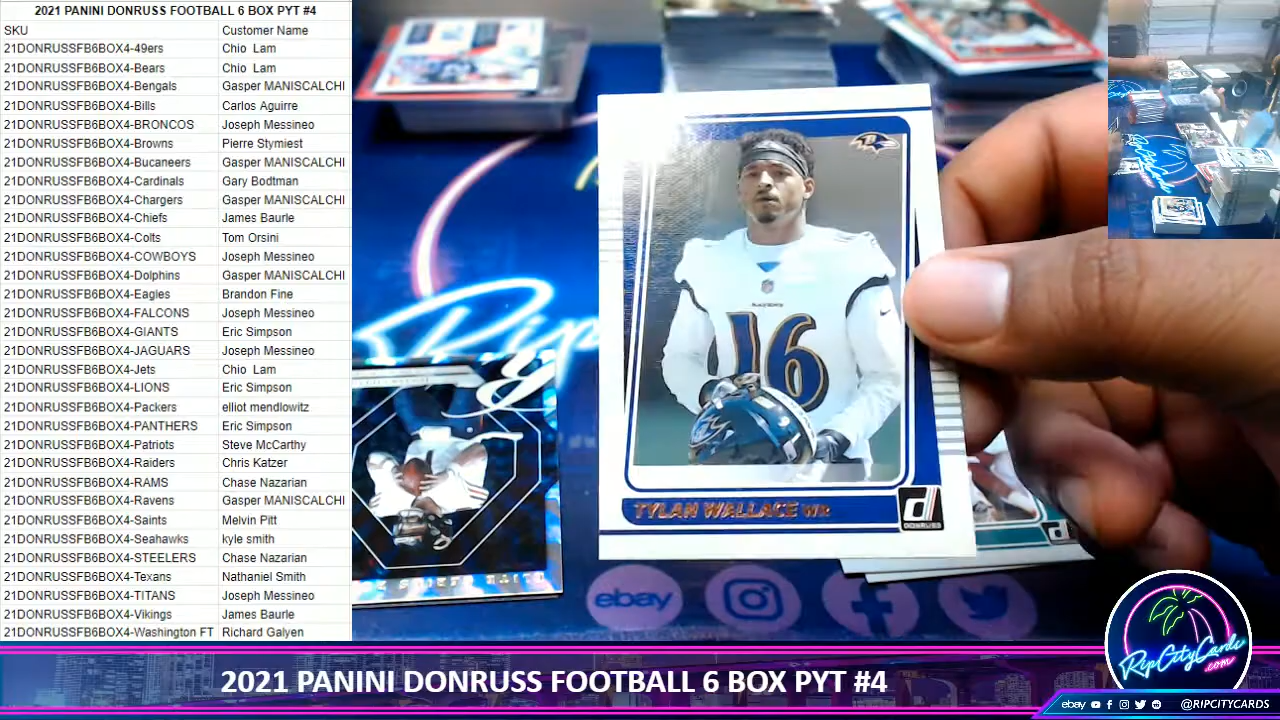 2021 PANINI DONRUSS FOOTBALL 6 BOX PYT #4
SKU Customer Name
21DONRUSSFB6BOX4-49ers Chio Lam
21DONRUSSFB6BOX4-Bears Chio Lam
21DONRUSSFB6BOX4-Bengals Gasper MANISCALCHI
21DONRUSSFB6BOX4-Bills Carlos Aguirre
21DONRUSSFB6BOX4-BRONCOS Joseph Messineo
21DONRUSSFB6BOX4-Browns Pierre Stymiest
21DONRUSSFB6BOX4-Bucaneers Gasper MANISCALCHI
21DONRUSSFB6BOX4-Cardinals Gary Bodtman
21DONRUSSFB6BOX4-Chargers Gasper MANISCALCHI
21DONRUSSFB6BOX4-Chiefs James Baurle
21DONRUSSFB6BOX4-Colts Tom Orsini
21DONRUSSFB6BOX4-COWBOYS Joseph Messineo
21DONRUSSFB6BOX4-Dolphins Gasper MANISCALCHI
21DONRUSSFB6BOX4-Eagles Brandon Fine
21DONRUSSFB6BOX4-FALCONS Joseph Messineo
21DONRUSSFB6BOX4-GIANTS Eric Simpson
21DONRUSSFB6BOX4-JAGUARS Joseph Messineo
21DONRUSSFB6BOX4-Jets Chio Lam
21DONRUSSFB6BOX4-LIONS Eric Simpson
21DONRUSSFB6BOX4-Packers elliot mendlowitz
21DONRUSSFB6BOX4-PANTHERS Eric Simpson
21DONRUSSFB6BOX4-Patriots Steve McCarthy
21DONRUSSFB6BOX4-Raiders Chris Katzer
21DONRUSSFB6BOX4-RAMS Chase Nazarian
21DONRUSSFB6BOX4-Ravens Gasper MANISCALCHI
21DONRUSSFB6BOX4-Saints Melvin Pitt
21DONRUSSFB6BOX4-Seahawks kyle smith
21DONRUSSFB6BOX4-STEELERS Chase Nazarian
21DONRUSSFB6BOX4-Texans Nathaniel Smith
21DONRUSSFB6BOX4-TITANS Joseph Messineo
21DONRUSSFB6BOX4-Vikings James Baurle
21DONRUSSFB6BOX4-Washington FT Richard Galyen
RAVENS
16
TYLAN WALLACE WR
DONRUSS
Rip
ebay
2021 PANINI DONRUSS FOOTBALL 6 BOX PYT #4
RipCityCards
.com
ebay @RIPCITYCARDS